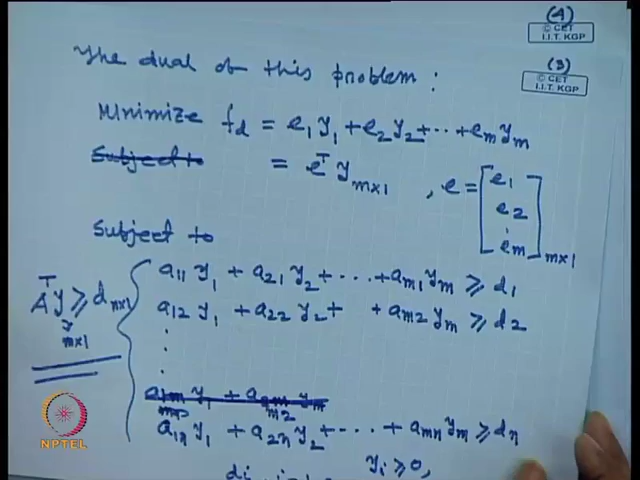 (4)
© CET
I.I.T. KGP
(3)
© CET
I.I.T. KGP
The dual of this problem :
Minimize f_d = e_1 y_1 + e_2 y_2 + ·· + e_m y_m
Subject to = e^T y_{m×1} , e = [e_1 e_2 ⋮ e_m]_{m×1}
Subject to
a_11 y_1 + a_21 y_2 + ··· + a_m1 y_m ⩾ d_1
A^T y_{m×1} ⩾ d_{n×1}
a_12 y_1 + a_22 y_2 + + a_m2 y_m ⩾ d_2
⋮
a_1n y_1 + a_2n y_2 + ··· + a_mn y_m ⩾ d_n
y_i ⩾ 0,
NPTEL